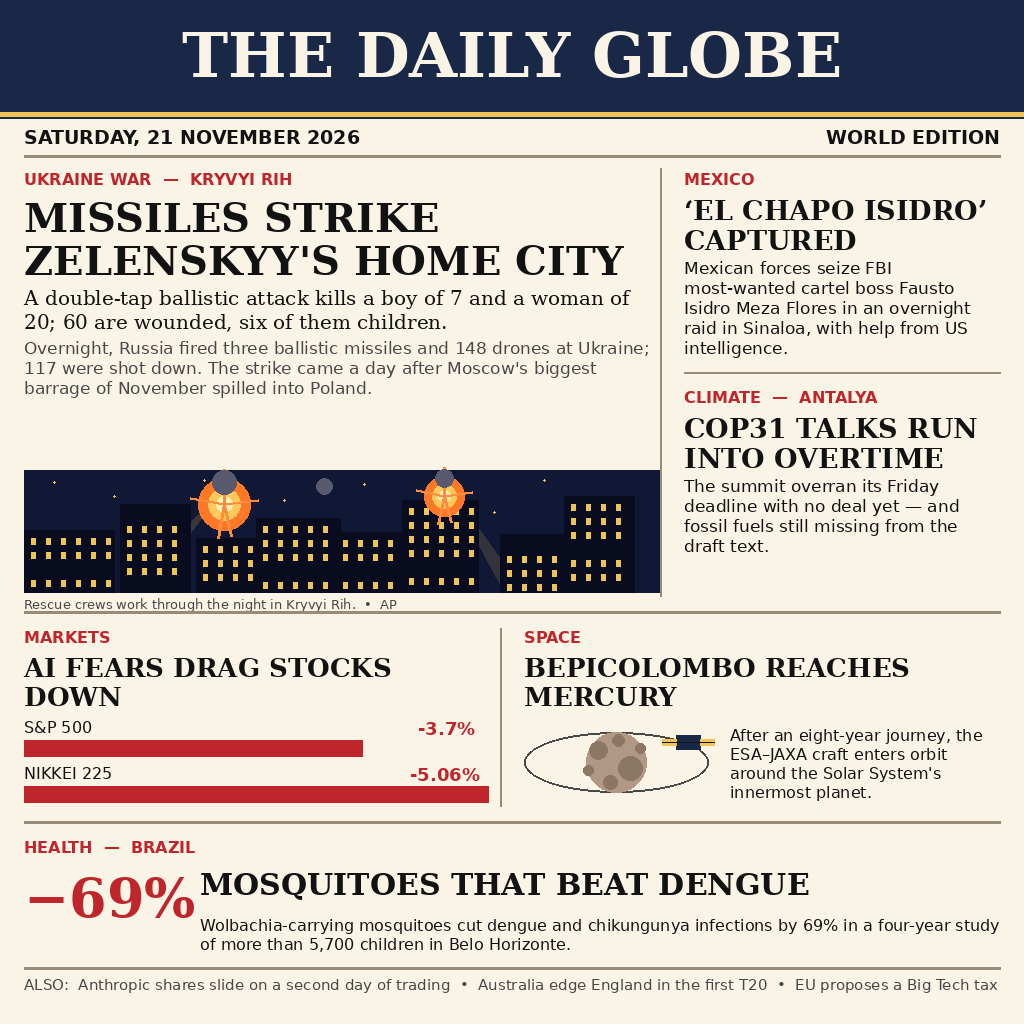 THE DAILY GLOBE
SATURDAY, 21 NOVEMBER 2026
WORLD EDITION
UKRAINE WAR — KRYVYI RIH
MISSILES STRIKE
ZELENSKYY'S HOME CITY
A double-tap ballistic attack kills a boy of 7 and a woman of
20; 60 are wounded, six of them children.
Overnight, Russia fired three ballistic missiles and 148 drones at Ukraine;
117 were shot down. The strike came a day after Moscow's biggest
barrage of November spilled into Poland.
Rescue crews work through the night in Kryvyi Rih. • AP
MEXICO
‘EL CHAPO ISIDRO’
CAPTURED
Mexican forces seize FBI
most-wanted cartel boss Fausto
Isidro Meza Flores in an overnight
raid in Sinaloa, with help from US
intelligence.
CLIMATE — ANTALYA
COP31 TALKS RUN
INTO OVERTIME
The summit overran its Friday
deadline with no deal yet — and
fossil fuels still missing from the
draft text.
MARKETS
AI FEARS DRAG STOCKS
DOWN
S&P 500
-3.7%
NIKKEI 225
-5.06%
SPACE
BEPICOLOMBO REACHES
MERCURY
After an eight-year journey, the
ESA–JAXA craft enters orbit
around the Solar System's
innermost planet.
HEALTH — BRAZIL
−69%
MOSQUITOES THAT BEAT DENGUE
Wolbachia-carrying mosquitoes cut dengue and chikungunya infections by 69% in a four-year study
of more than 5,700 children in Belo Horizonte.
ALSO: Anthropic shares slide on a second day of trading • Australia edge England in the first T20 • EU proposes a Big Tech tax